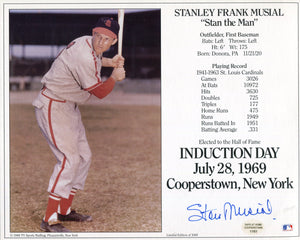 STANLEY FRANK MUSIAL
"Stan the Man"
Outfielder, First Baseman
Bats: Left Throws: Left
Ht: 6' Wt: 175
Born: Donora, PA 11/21/20
Playing Record
1941-1963 St. Louis Cardinals
Games 3026
At Bats 10972
Hits 3630
Doubles 725
Triples 177
Home Runs 475
Runs 1949
Runs Batted In 1951
Batting Average .331
Elected to the Hall of Fame
INDUCTION DAY
July 28, 1969
Cooperstown, New York
Stan Musial